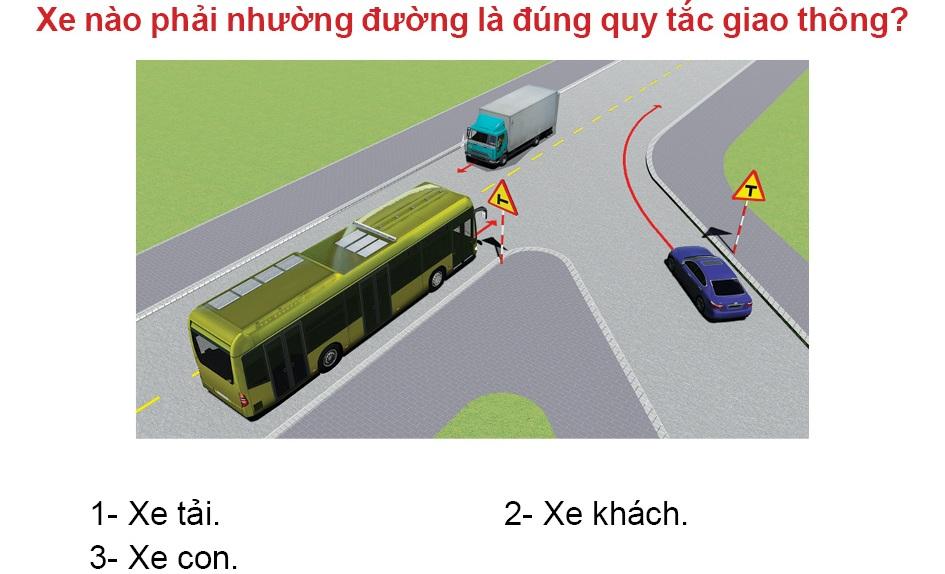 Xe nào phải nhường đường là đúng quy tắc giao thông?
1- Xe tải. 2- Xe khách.
3- Xe con.